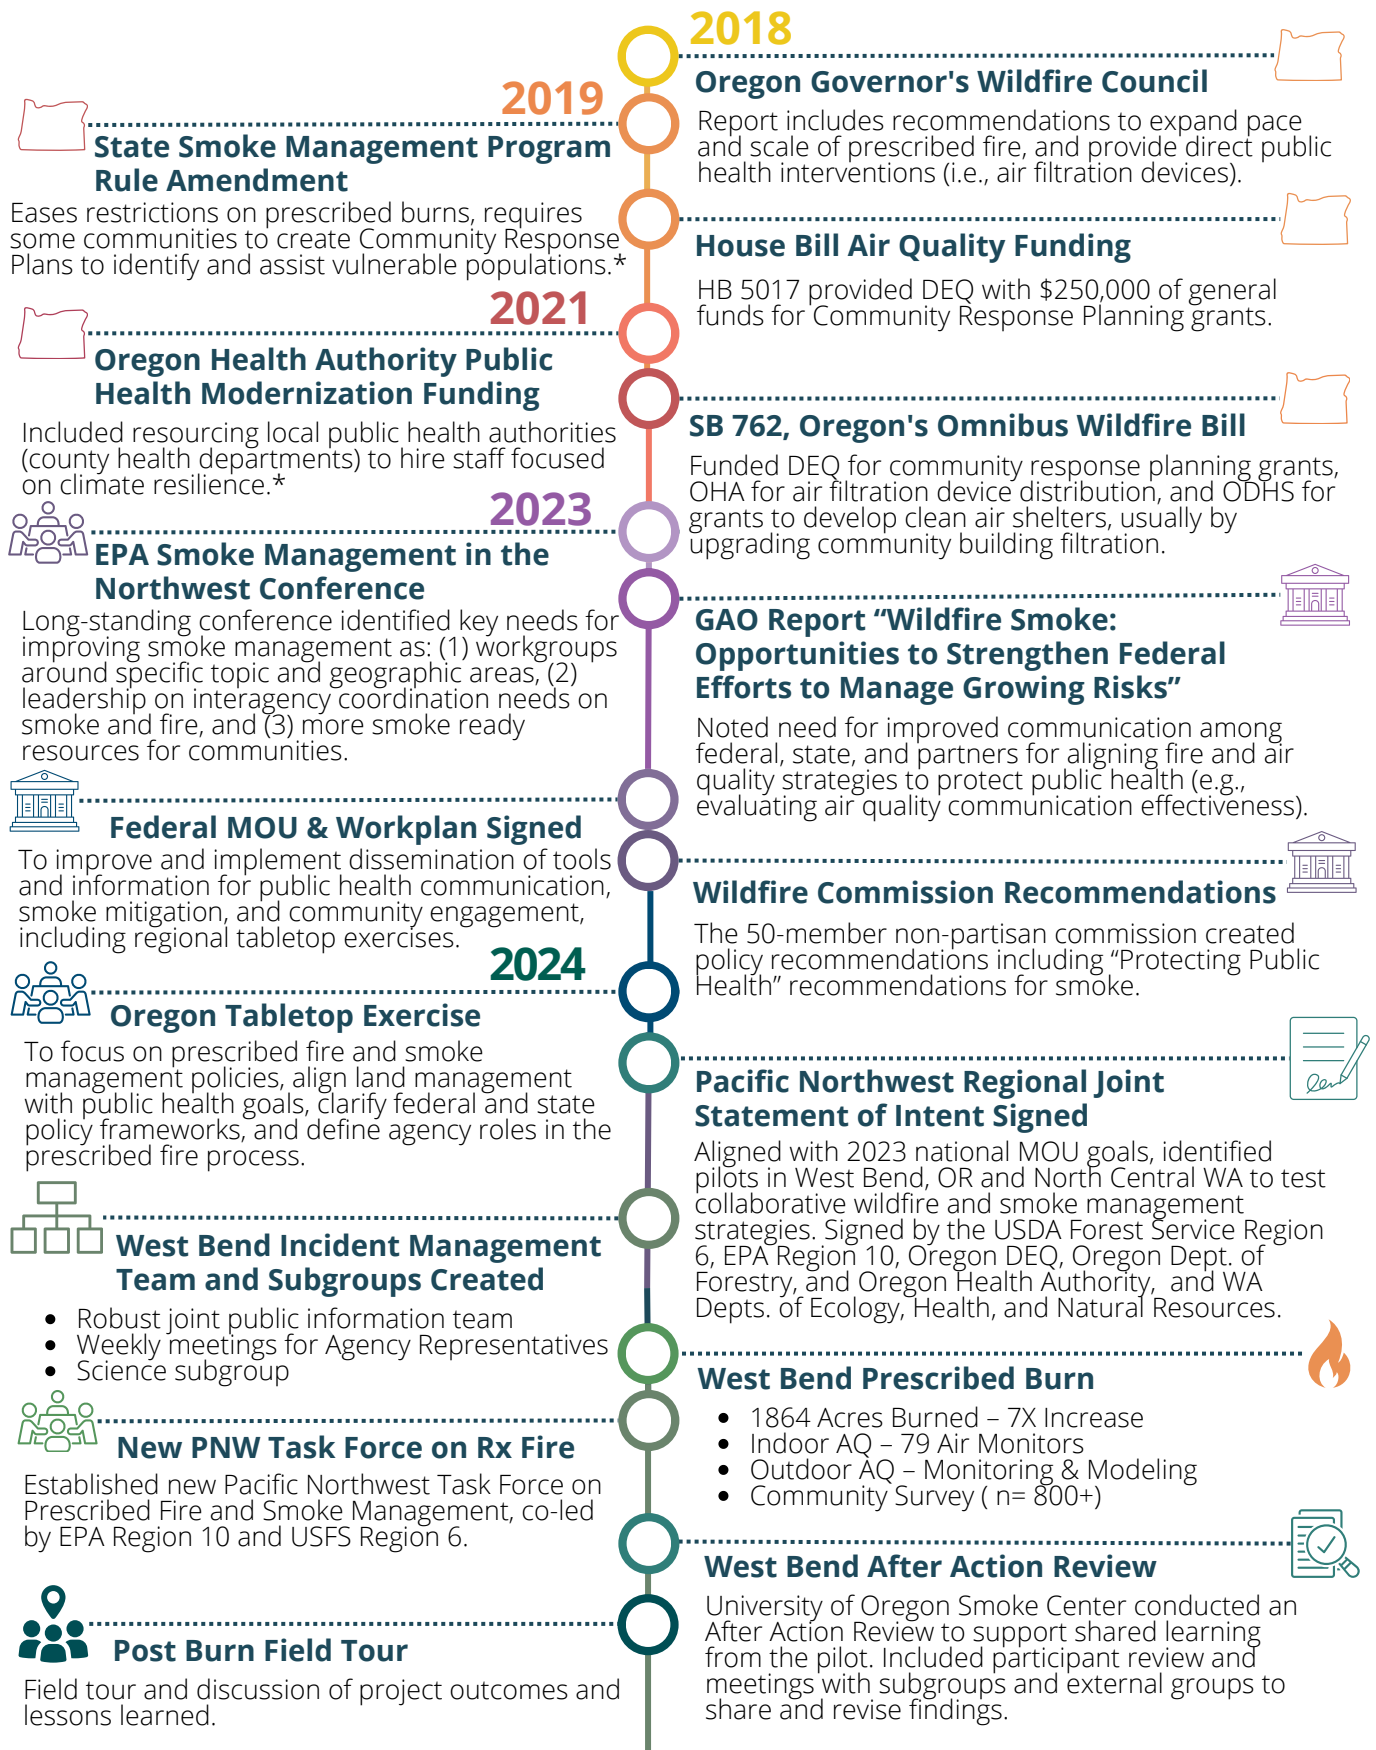 2018
Oregon Governor's Wildfire Council
Report includes recommendations to expand pace
and scale of prescribed fire, and provide direct public
health interventions (i.e., air filtration devices).
2019
State Smoke Management Program
Rule Amendment
Eases restrictions on prescribed burns, requires
some communities to create Community Response
Plans to identify and assist vulnerable populations.*
House Bill Air Quality Funding
HB 5017 provided DEQ with $250,000 of general
funds for Community Response Planning grants.
2021
Oregon Health Authority Public
Health Modernization Funding
Included resourcing local public health authorities
(county health departments) to hire staff focused
on climate resilience.*
SB 762, Oregon's Omnibus Wildfire Bill
Funded DEQ for community response planning grants,
OHA for air filtration device distribution, and ODHS for
grants to develop clean air shelters, usually by
upgrading community building filtration.
2023
EPA Smoke Management in the
Northwest Conference
Long-standing conference identified key needs for
improving smoke management as: (1) workgroups
around specific topic and geographic areas, (2)
leadership on interagency coordination needs on
smoke and fire, and (3) more smoke ready
resources for communities.
GAO Report “Wildfire Smoke:
Opportunities to Strengthen Federal
Efforts to Manage Growing Risks”
Noted need for improved communication among
federal, state, and partners for aligning fire and air
quality strategies to protect public health (e.g.,
evaluating air quality communication effectiveness).
Federal MOU & Workplan Signed
To improve and implement dissemination of tools
and information for public health communication,
smoke mitigation, and community engagement,
including regional tabletop exercises.
Wildfire Commission Recommendations
The 50-member non-partisan commission created
policy recommendations including “Protecting Public
Health” recommendations for smoke.
2024
Oregon Tabletop Exercise
To focus on prescribed fire and smoke
management policies, align land management
with public health goals, clarify federal and state
policy frameworks, and define agency roles in the
prescribed fire process.
Pacific Northwest Regional Joint
Statement of Intent Signed
Aligned with 2023 national MOU goals, identified
pilots in West Bend, OR and North Central WA to test
collaborative wildfire and smoke management
strategies. Signed by the USDA Forest Service Region
6, EPA Region 10, Oregon DEQ, Oregon Dept. of
Forestry, and Oregon Health Authority, and WA
Depts. of Ecology, Health, and Natural Resources.
West Bend Incident Management
Team and Subgroups Created
• Robust joint public information team
• Weekly meetings for Agency Representatives
• Science subgroup
West Bend Prescribed Burn
• 1864 Acres Burned – 7X Increase
• Indoor AQ – 79 Air Monitors
• Outdoor AQ – Monitoring & Modeling
• Community Survey ( n= 800+)
New PNW Task Force on Rx Fire
Established new Pacific Northwest Task Force on
Prescribed Fire and Smoke Management, co-led
by EPA Region 10 and USFS Region 6.
West Bend After Action Review
University of Oregon Smoke Center conducted an
After Action Review to support shared learning
from the pilot. Included participant review and
meetings with subgroups and external groups to
share and revise findings.
Post Burn Field Tour
Field tour and discussion of project outcomes and
lessons learned.